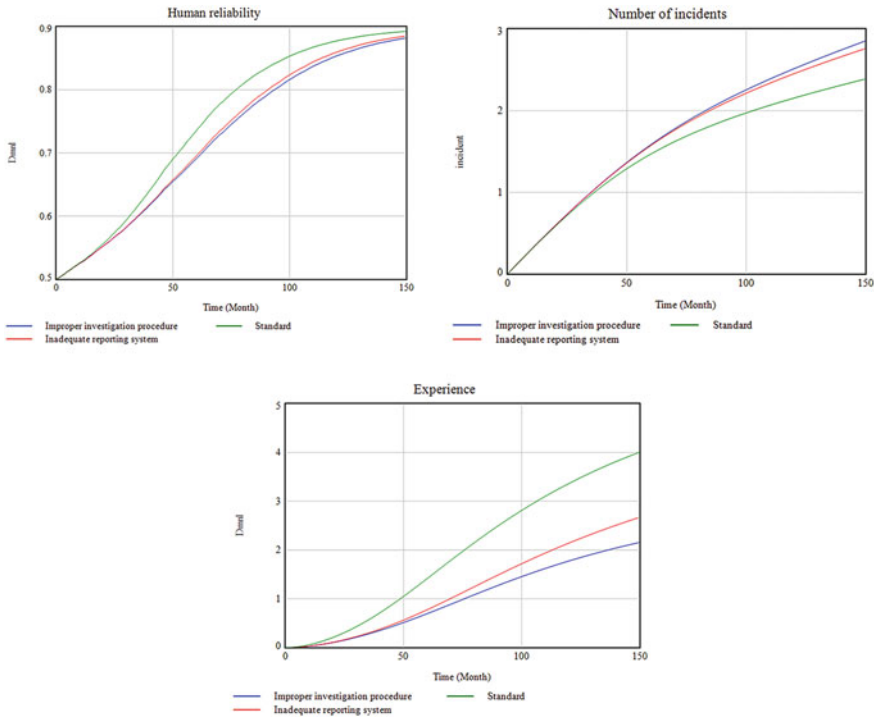 Human reliability
0.9
0.8
0.7
0.6
0.5
Dmnl
0
50
100
150
Time (Month)
Improper investigation procedure
Standard
Inadequate reporting system
Number of incidents
3
2
1
0
incident
0
50
100
150
Time (Month)
Improper investigation procedure
Standard
Inadequate reporting system
Experience
5
4
3
2
1
0
Dmnl
0
50
100
150
Time (Month)
Improper investigation procedure
Standard
Inadequate reporting system